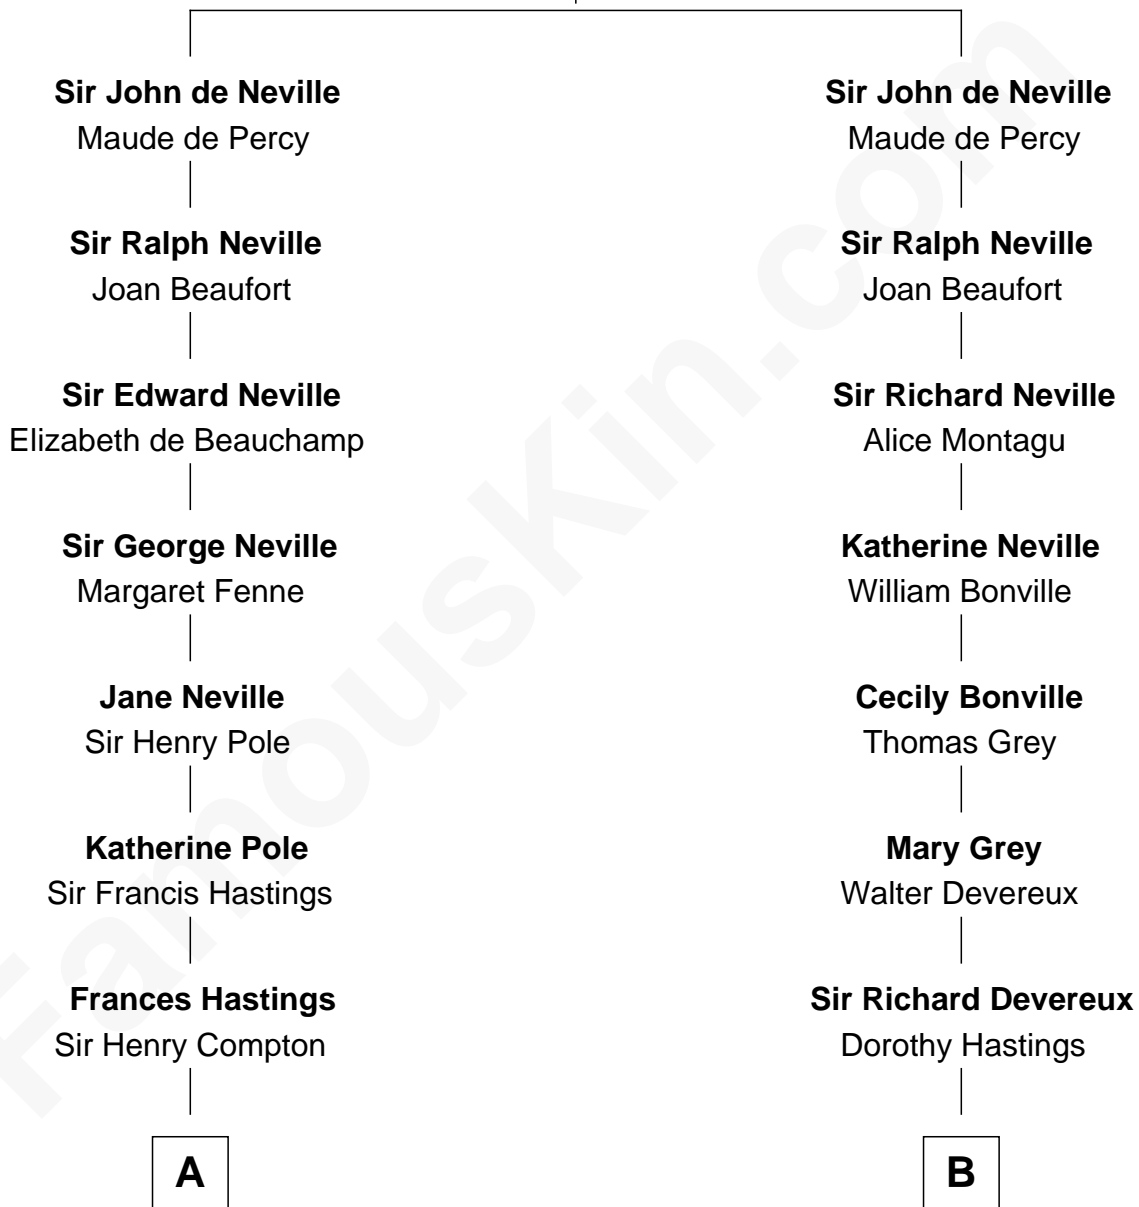 Sir John de Neville
Maude de Percy
Sir Ralph Neville
Joan Beaufort
Sir Edward Neville
Elizabeth de Beauchamp
Sir George Neville
Margaret Fenne
Jane Neville
Sir Henry Pole
Katherine Pole
Sir Francis Hastings
Frances Hastings
Sir Henry Compton
A
Sir John de Neville
Maude de Percy
Sir Ralph Neville
Joan Beaufort
Sir Richard Neville
Alice Montagu
Katherine Neville
William Bonville
Cecily Bonville
Thomas Grey
Mary Grey
Walter Devereux
Sir Richard Devereux
Dorothy Hastings
B
FamousKin.com